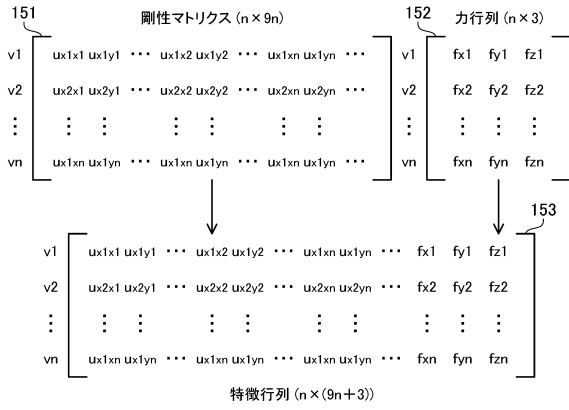 151 剛性マトリクス(n×9n) 152 力行列(n×3)
v1 ux1x1 ux1y1 ⋯ ux1x2 ux1y2 ⋯ ux1xn ux1yn ⋯ v1 fx1 fy1 fz1
v2 ux2x1 ux2y1 ⋯ ux2x2 ux2y2 ⋯ ux2xn ux2yn ⋯ v2 fx2 fy2 fz2
⋮ ⋮ ⋮ ⋮ ⋮ ⋮ ⋮ ⋮ ⋮ ⋮ ⋮
vn ux1xn ux1yn ⋯ ux1xn ux1yn ⋯ ux1xn ux1yn ⋯ vn fxn fyn fzn
153
v1 ux1x1 ux1y1 ⋯ ux1x2 ux1y2 ⋯ ux1xn ux1yn ⋯ fx1 fy1 fz1
v2 ux2x1 ux2y1 ⋯ ux2x2 ux2y2 ⋯ ux2xn ux2yn ⋯ fx2 fy2 fz2
⋮ ⋮ ⋮ ⋮ ⋮ ⋮ ⋮ ⋮ ⋮ ⋮
vn ux1xn ux1yn ⋯ ux1xn ux1yn ⋯ ux1xn ux1yn ⋯ fxn fyn fzn
特徴行列(n×(9n+3))